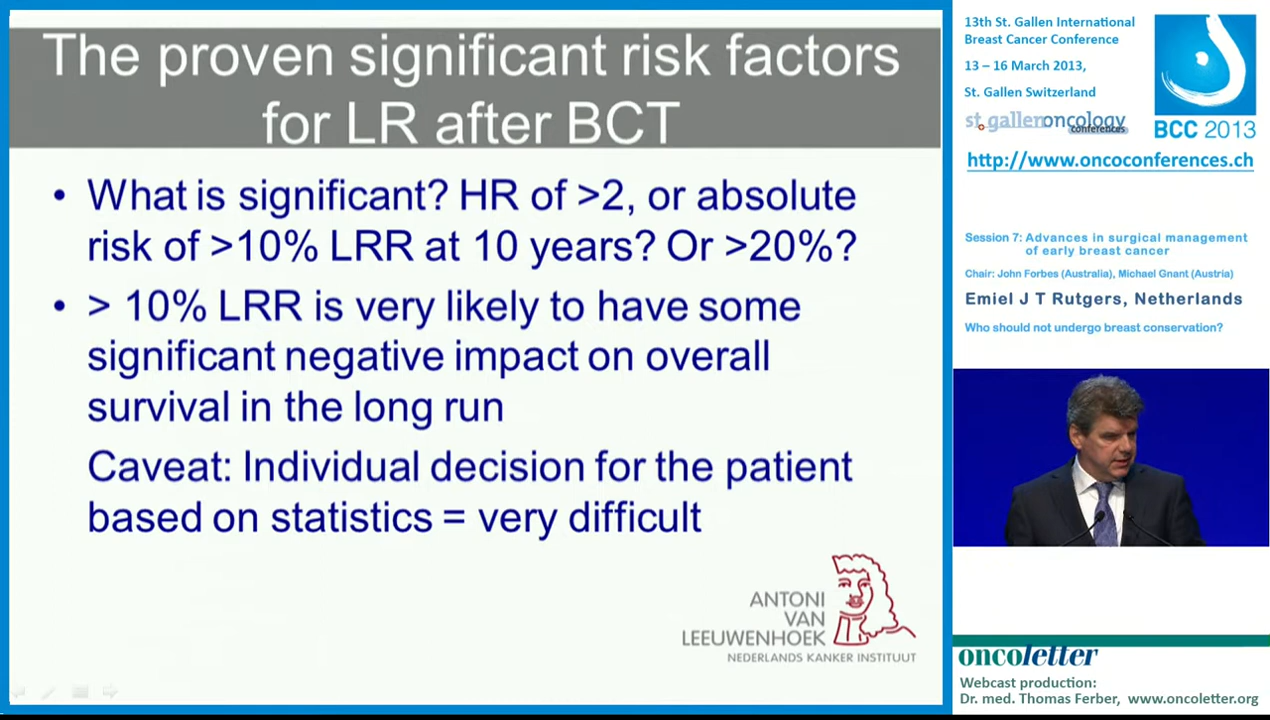 The proven significant risk factors
for LR after BCT
• What is significant? HR of >2, or absolute
risk of >10% LRR at 10 years? Or >20%?
• > 10% LRR is very likely to have some
significant negative impact on overall
survival in the long run
Caveat: Individual decision for the patient
based on statistics = very difficult
ANTONI
VAN
LEEUWENHOEK
NEDERLANDS KANKER INSTITUUT
13th St. Gallen International
Breast Cancer Conference
13 – 16 March 2013,
St. Gallen Switzerland
st.gallenoncology
conferences
BCC 2013
http://www.oncoconferences.ch
Session 7: Advances in surgical management
of early breast cancer
Chair: John Forbes (Australia), Michael Gnant (Austria)
Emiel J T Rutgers, Netherlands
Who should not undergo breast conservation?
oncoletter
Webcast production:
Dr. med. Thomas Ferber, www.oncoletter.org